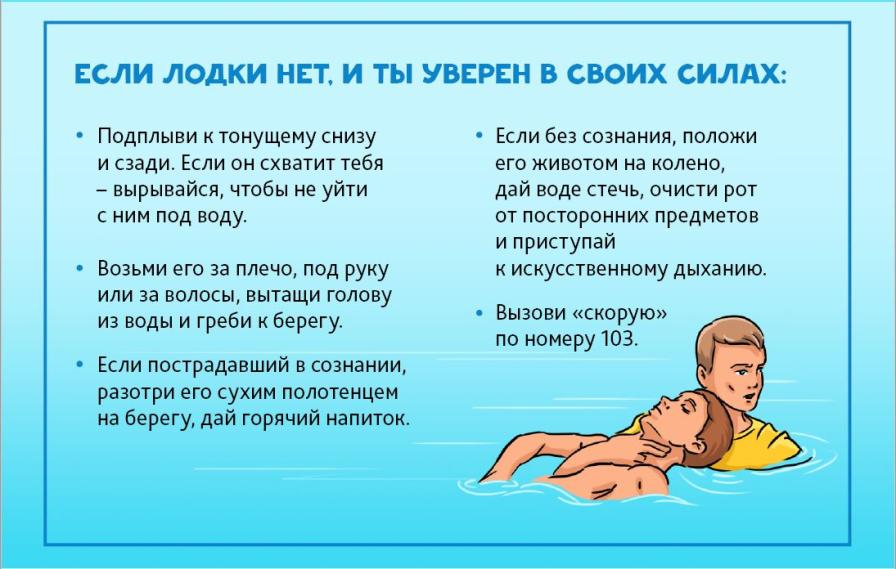 ЕСЛИ ЛОДКИ НЕТ, И ТЫ УВЕРЕН В СВОИХ СИЛАХ:
• Подплыви к тонущему снизу
и сзади. Если он схватит тебя
– вырывайся, чтобы не уйти
с ним под воду.
• Возьми его за плечо, под руку
или за волосы, вытащи голову
из воды и греби к берегу.
• Если пострадавший в сознании,
разотри его сухим полотенцем
на берегу, дай горячий напиток.
• Если без сознания, положи
его животом на колено,
дай воде стечь, очисти рот
от посторонних предметов
и приступай
к искусственному дыханию.
• Вызови «скорую»
по номеру 103.